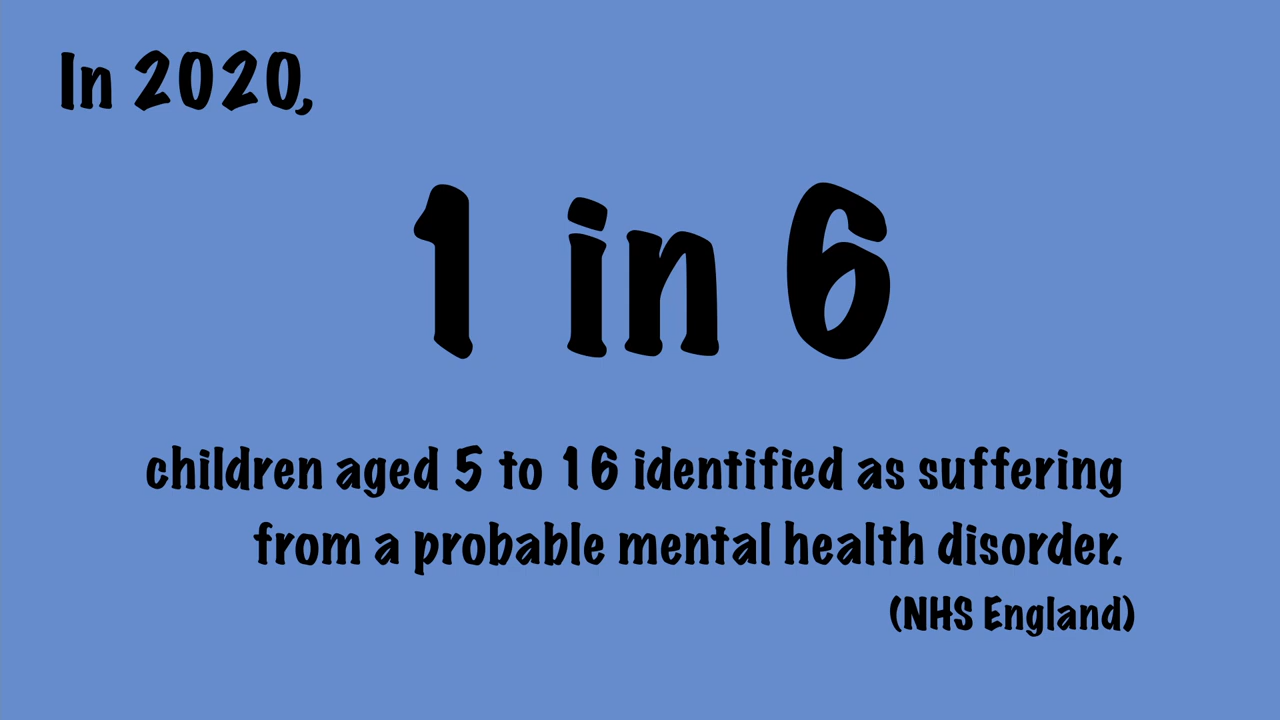 In 2020,
1 in 6
children aged 5 to 16 identified as suffering
from a probable mental health disorder.
(NHS England)